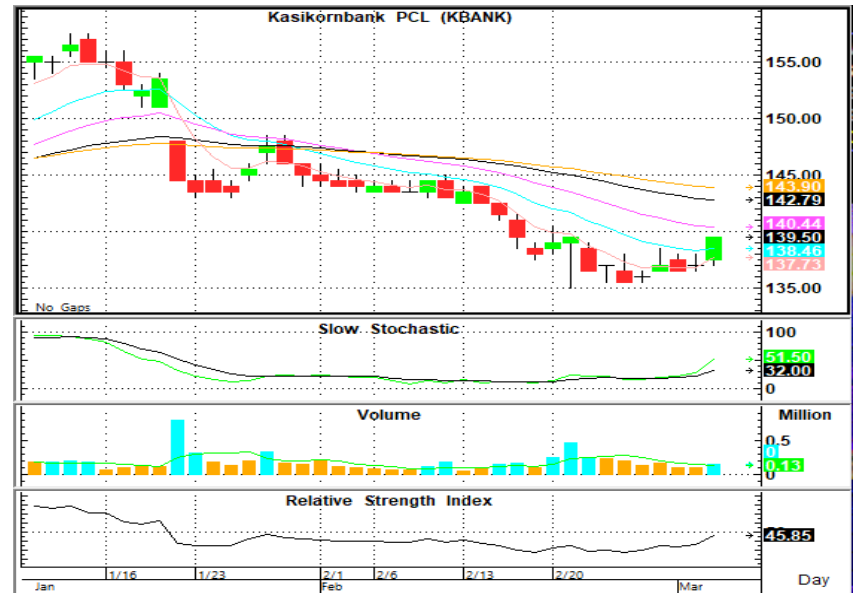 Kasikornbank PCL (KBANK)
155.00
150.00
145.00
143.90
142.79
140.44
139.50
138.46
137.73
135.00
No Gaps
Slow Stochastic
100
51.50
32.00
0
Volume
Million
0.5
0
0.13
0
Relative Strength Index
45.85
1/16
1/23
2/1
2/6
2/13
2/20
Jan
Feb
Mar
Day